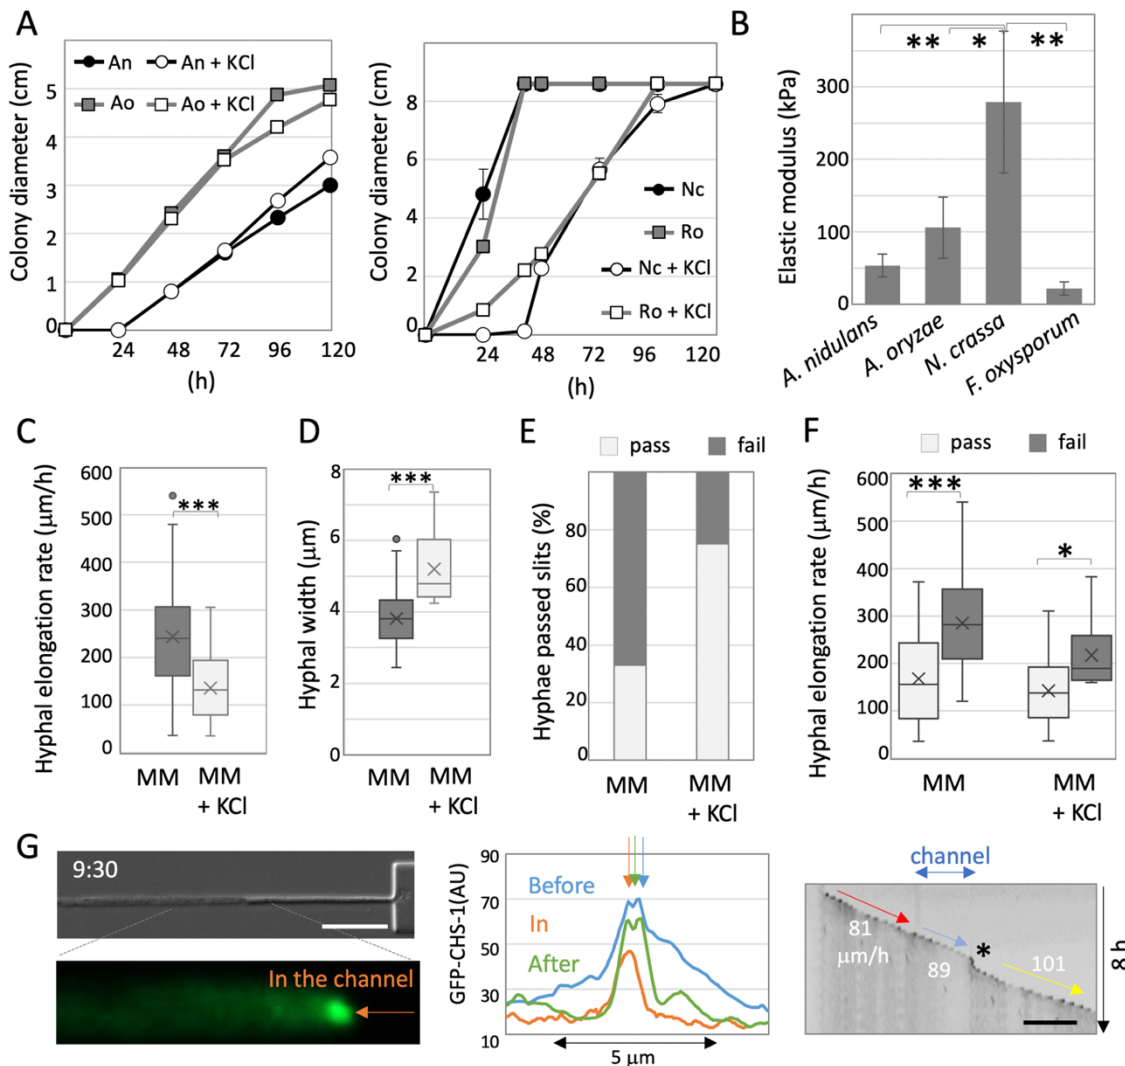 A
Colony diameter (cm)
5
4
3
2
1
0
An
An + KCl
Ao
Ao + KCl
24 48 72 96 120
(h)
Colony diameter (cm)
8
6
4
2
0
Nc
Ro
Nc + KCl
Ro + KCl
24 48 72 96 120
(h)
B
Elastic modulus (kPa)
300
200
100
0
** * **
A. nidulans
A. oryzae
N. crassa
F. oxysporum
C
Hyphal elongation rate (μm/h)
600
500
400
300
200
100
0
***
MM
MM
+ KCl
D
Hyphal width (μm)
8
6
4
2
0
***
MM
MM
+ KCl
E
pass fail
Hyphae passed slits (%)
80
60
40
20
0
MM
MM
+ KCl
F
pass fail
Hyphal elongation rate (μm/h)
600
500
400
300
200
100
0
***
*
MM
MM
+ KCl
G
9:30
In the channel
GFP-CHS-1(AU)
90
70
50
30
10
Before
In
After
5 μm
channel
81
μm/h
89
*
101
8 h